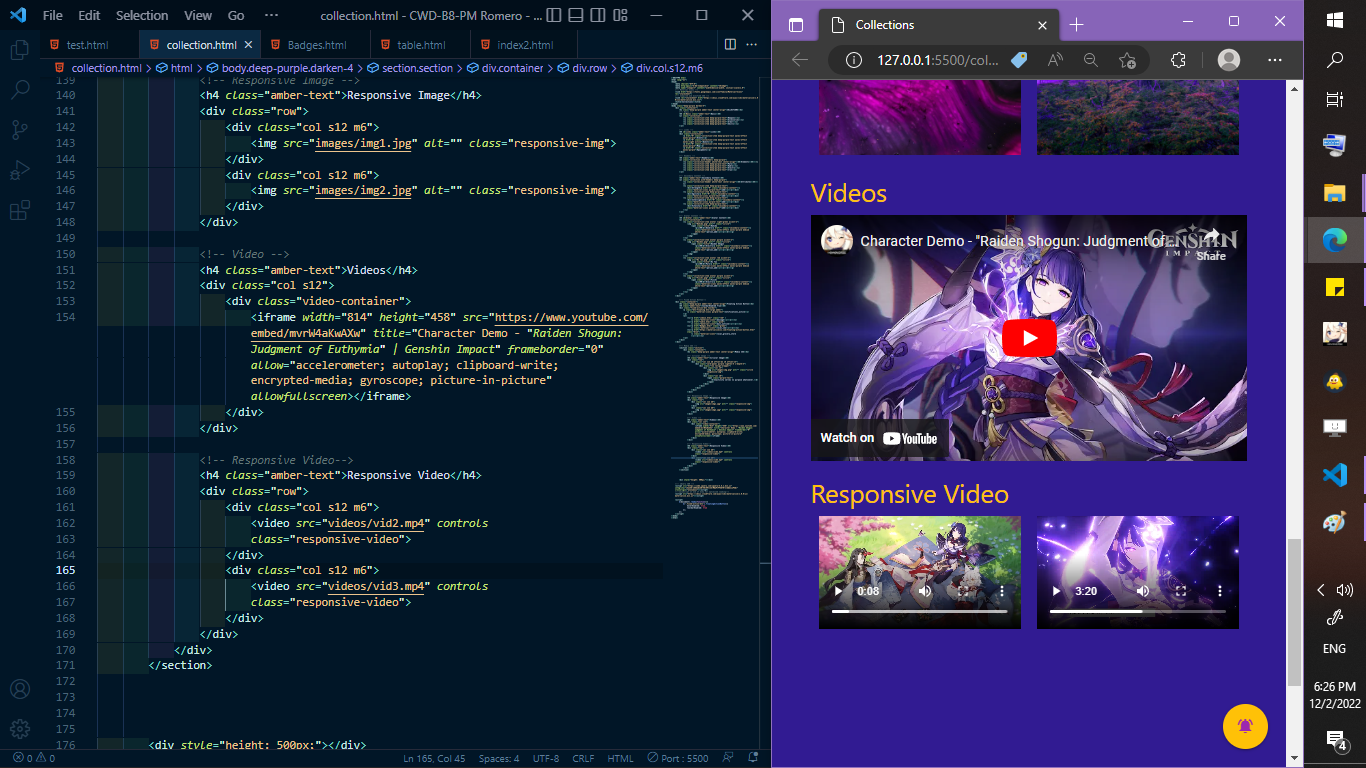 File Edit Selection View Go ··· collection.html - CWD-B8-PM Romero - ...
test.html collection.html Badges.html table.html index2.html
collection.html > html > body.deep-purple.darken-4 > section.section > div.container > div.row > div.col.s12.m6
139 <!-- Responsive Image -->
140 <h4 class="amber-text">Responsive Image</h4>
141 <div class="row">
142 <div class="col s12 m6">
143 <img src="images/img1.jpg" alt="" class="responsive-img">
144 </div>
145 <div class="col s12 m6">
146 <img src="images/img2.jpg" alt="" class="responsive-img">
147 </div>
148 </div>
149
150 <!-- Video -->
151 <h4 class="amber-text">Videos</h4>
152 <div class="col s12">
153 <div class="video-container">
154 <iframe width="814" height="458" src="https://www.youtube.com/
embed/mvrW4aKwAXw" title="Character Demo - "Raiden Shogun:
Judgment of Euthymia" | Genshin Impact" frameborder="0"
allow="accelerometer; autoplay; clipboard-write;
encrypted-media; gyroscope; picture-in-picture"
allowfullscreen></iframe>
155 </div>
156 </div>
157
158 <!-- Responsive Video-->
159 <h4 class="amber-text">Responsive Video</h4>
160 <div class="row">
161 <div class="col s12 m6">
162 <video src="videos/vid2.mp4" controls
163 class="responsive-video">
164 </div>
165 <div class="col s12 m6">
166 <video src="videos/vid3.mp4" controls
167 class="responsive-video">
168 </div>
169 </div>
170 </div>
171 </section>
172
173
174
175
176 <div style="height: 500px;"></div>
0 0 Ln 165, Col 45 Spaces: 4 UTF-8 CRLF HTML Port : 5500
Collections
127.0.0.1:5500/col...
Videos
Character Demo - "Raiden Shogun: Judgment of
GENSHIN
IMPACT
Share
Watch on YouTube
Responsive Video
0:08
3:20
ENG
6:26 PM
12/2/2022
4